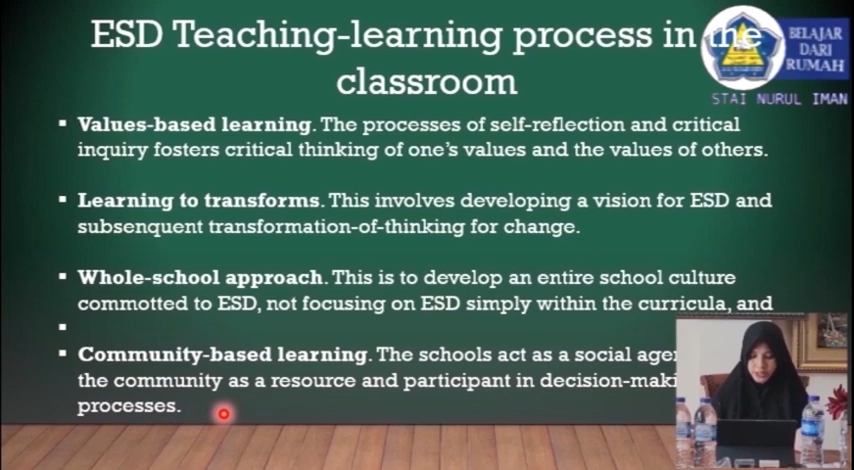 ESD Teaching-learning process in the
classroom
BELAJAR
DARI
RUMAH
STAI NURUL IMAN
▪ Values-based learning. The processes of self-reflection and critical
inquiry fosters critical thinking of one's values and the values of others.
▪ Learning to transforms. This involves developing a vision for ESD and
subsenquent transformation-of-thinking for change.
▪ Whole-school approach. This is to develop an entire school culture
commotted to ESD, not focusing on ESD simply within the curricula, and
▪
▪ Community-based learning. The schools act as a social
the community as a resource and participant in
processes.